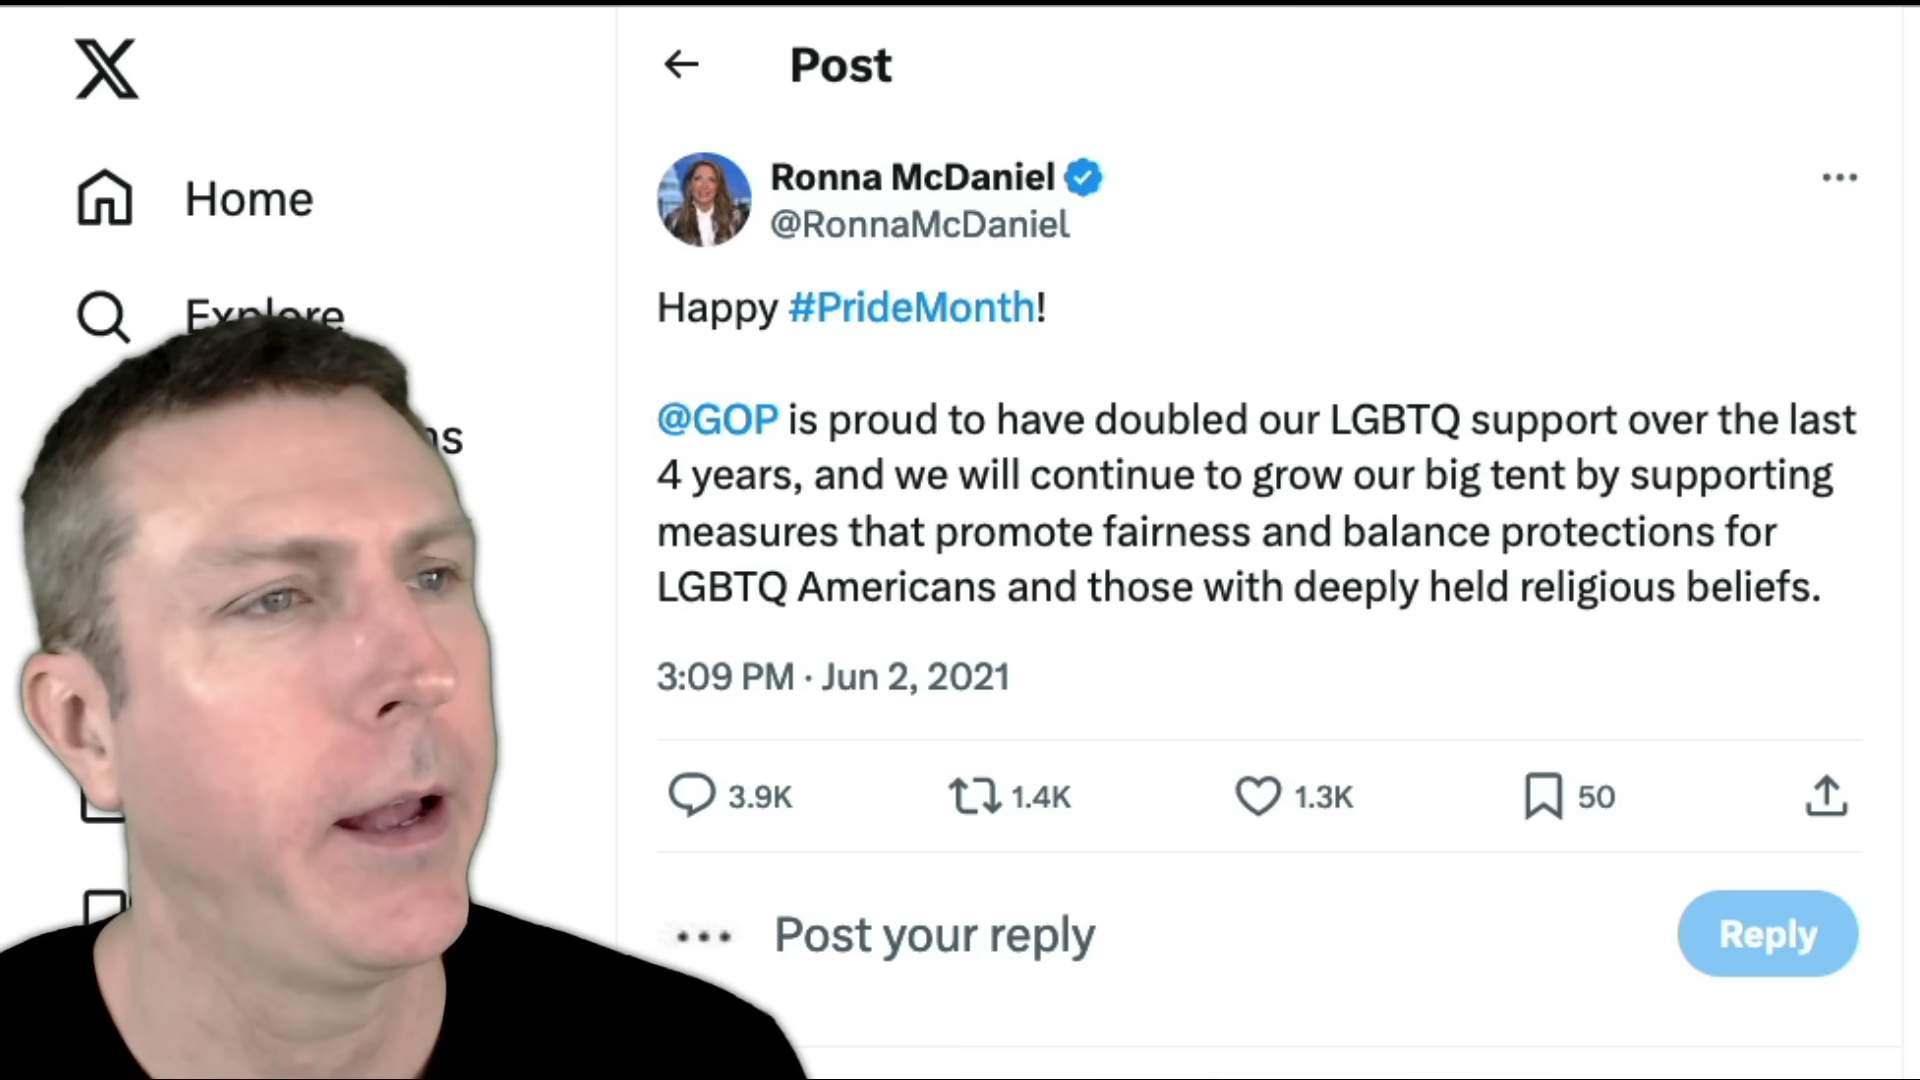 X
Home
Post
Ronna McDaniel
@RonnaMcDaniel
Explore
Happy #PrideMonth!
@GOP is proud to have doubled our LGBTQ support over the last
4 years, and we will continue to grow our big tent by supporting
measures that promote fairness and balance protections for
LGBTQ Americans and those with deeply held religious beliefs.
3:09 PM · Jun 2, 2021
3.9K 1.4K 1.3K 50
Post your reply
Reply